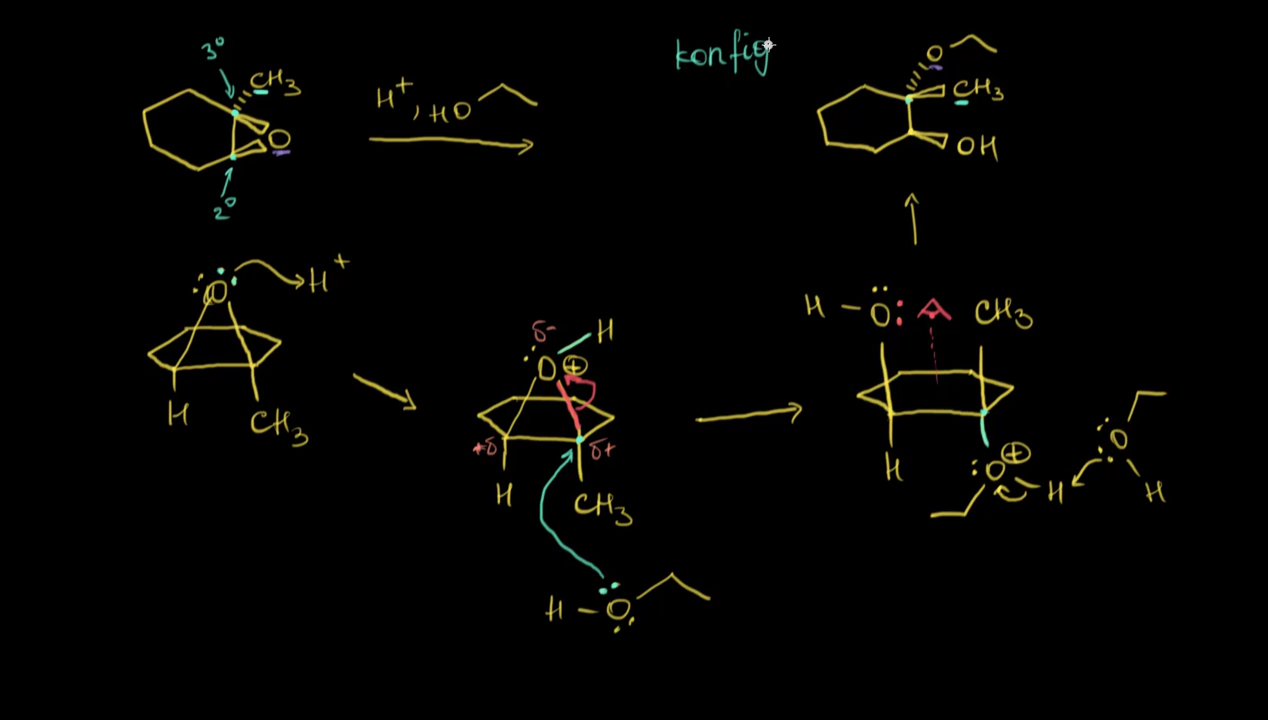 konfig
3°
CH3
O
2°
H+, HO
O
CH3
OH
O
H+
H
CH3
δ-
H
O +
+δ
δ+
H
CH3
H-O
H-O:
CH3
H
:O +
H
O
H